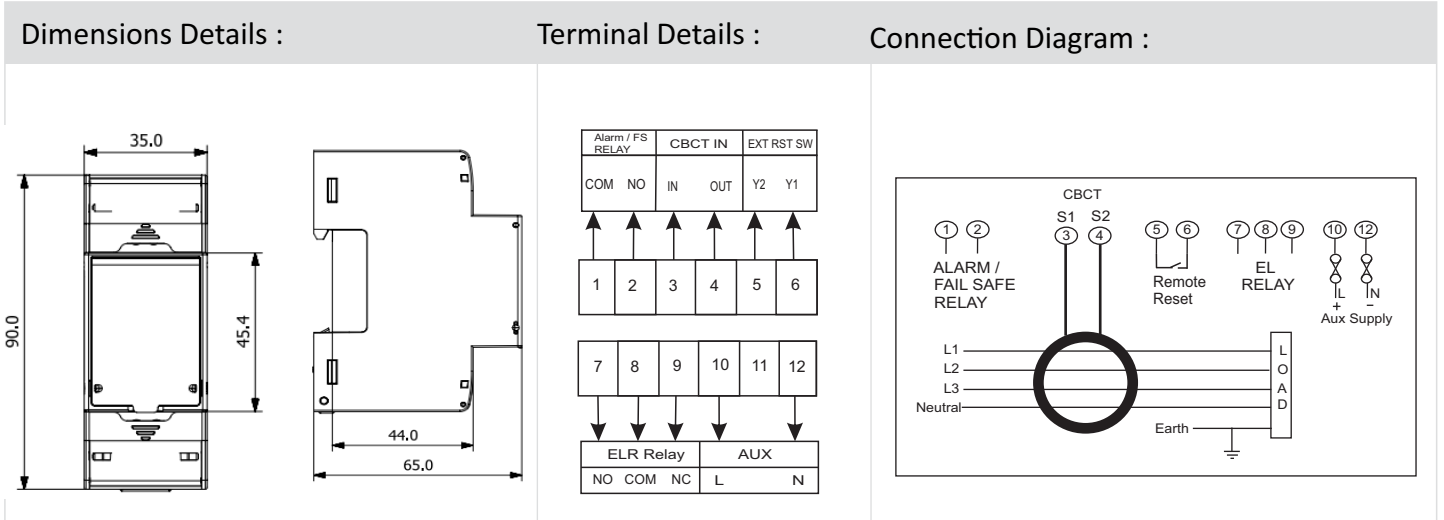 Dimensions Details :
35.0
90.0
45.4
44.0
65.0
Terminal Details :
Alarm / FS RELAY CBCT IN EXT RST SW
COM NO IN OUT Y2 Y1
1 2 3 4 5 6
7 8 9 10 11 12
ELR Relay AUX
NO COM NC L N
Connection Diagram :
CBCT
S1 S2
1 2 3 4 5 6 7 8 9 10 12
ALARM /
FAIL SAFE
RELAY
Remote
Reset
EL
RELAY
L N
+ −
Aux Supply
L1
L2
L3
Neutral
Earth
L
O
A
D